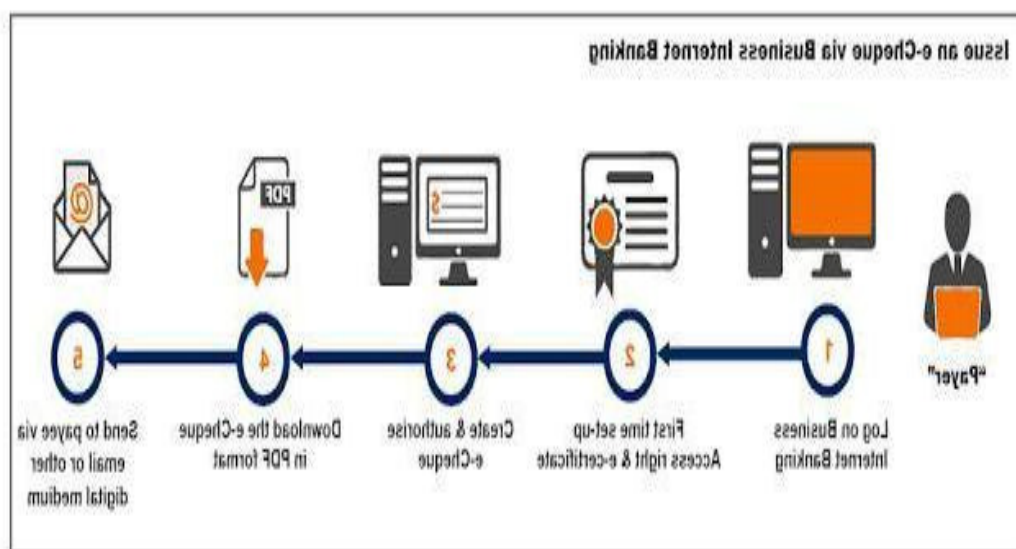 Issue an e-Cheque via Business Internet Banking
"Payer"
1
Log on Business
Internet Banking
2
First time set-up
Access right & e-certificate
$
3
Create & authorise
e-Cheque
PDF
4
Download the e-Cheque
in PDF format
@
5
Send to payee via
email or other
digital medium